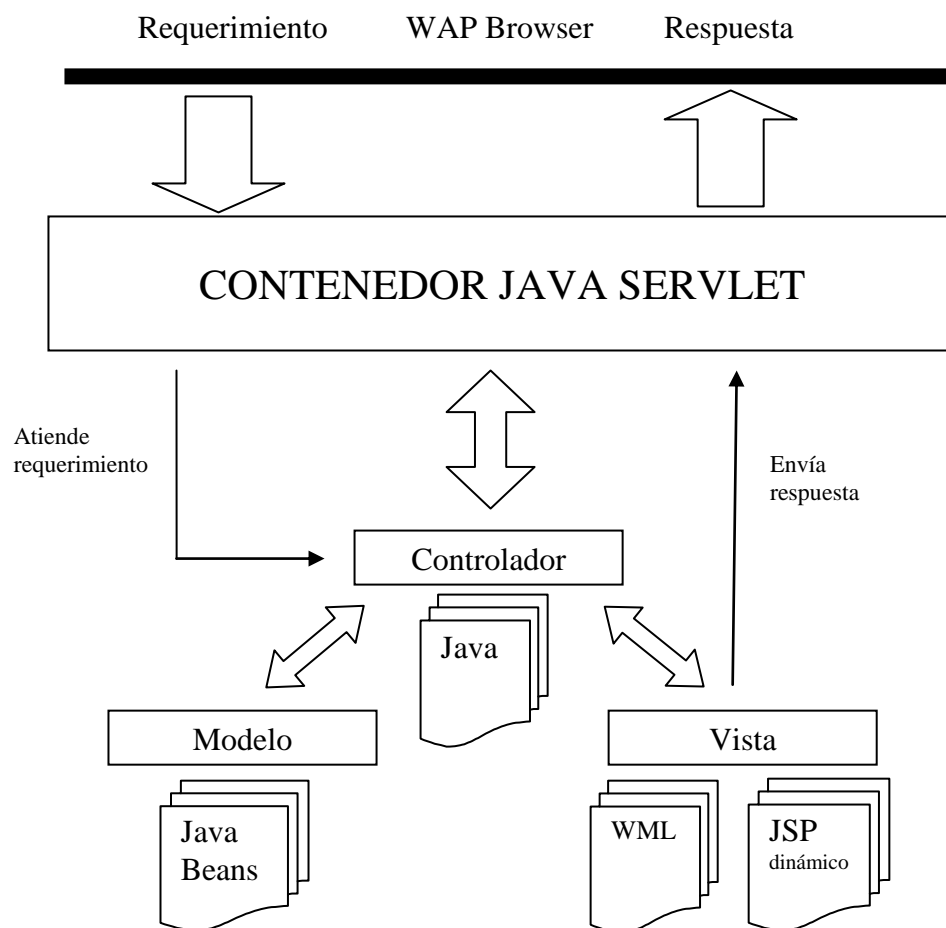 Requerimiento WAP Browser Respuesta
CONTENEDOR JAVA SERVLET
Atiende
requerimiento
Envía
respuesta
Controlador
Java
Modelo
Vista
Java
Beans
WML
JSP
dinámico